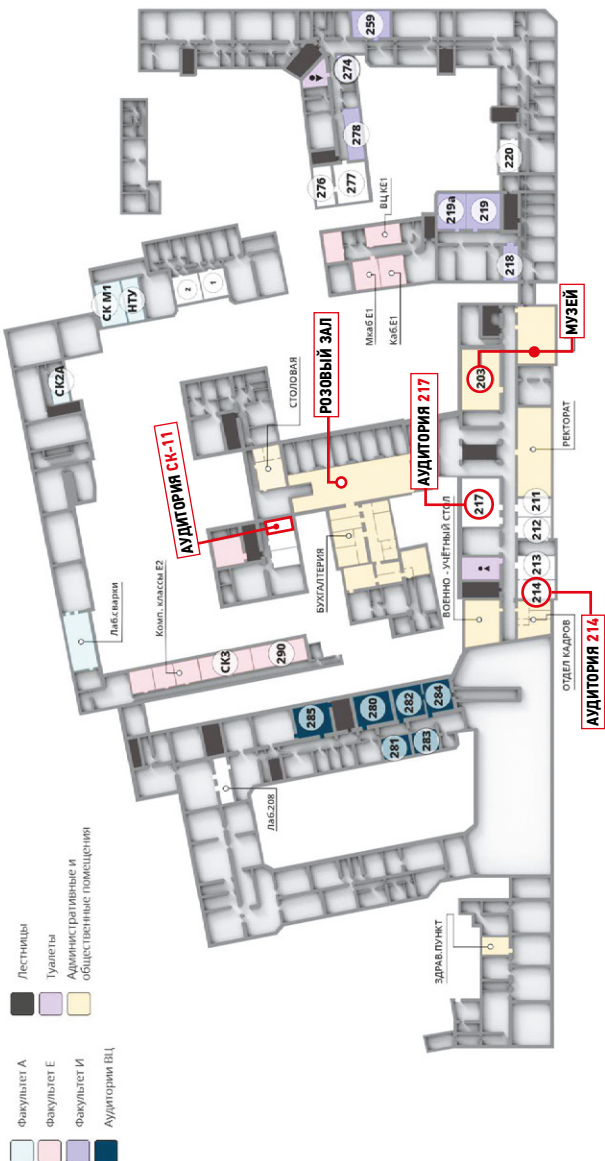 Факультет А
Факультет Е
Факультет И
Аудитории ВЦ
Лестницы
Туалеты
Административные и
общественные помещения
259
274
278
276
277
ВЦ КЕ1
220
219а
219
218
СК М1
НТУ
2
1
Мкаб Е1
Каб.Е1
СК2А
СТОЛОВАЯ
РОЗОВЫЙ ЗАЛ
МУЗЕЙ
203
АУДИТОРИЯ СК-11
АУДИТОРИЯ 217
217
РЕКТОРАТ
211
212
213
214
БУХГАЛТЕРИЯ
ВОЕННО - УЧЁТНЫЙ СТОЛ
ОТДЕЛ КАДРОВ
АУДИТОРИЯ 214
Лаб.сварки
Комп. классы Е2
СК3
290
285
280
282
284
281
283
Лаб.208
ЗДРАВ.ПУНКТ